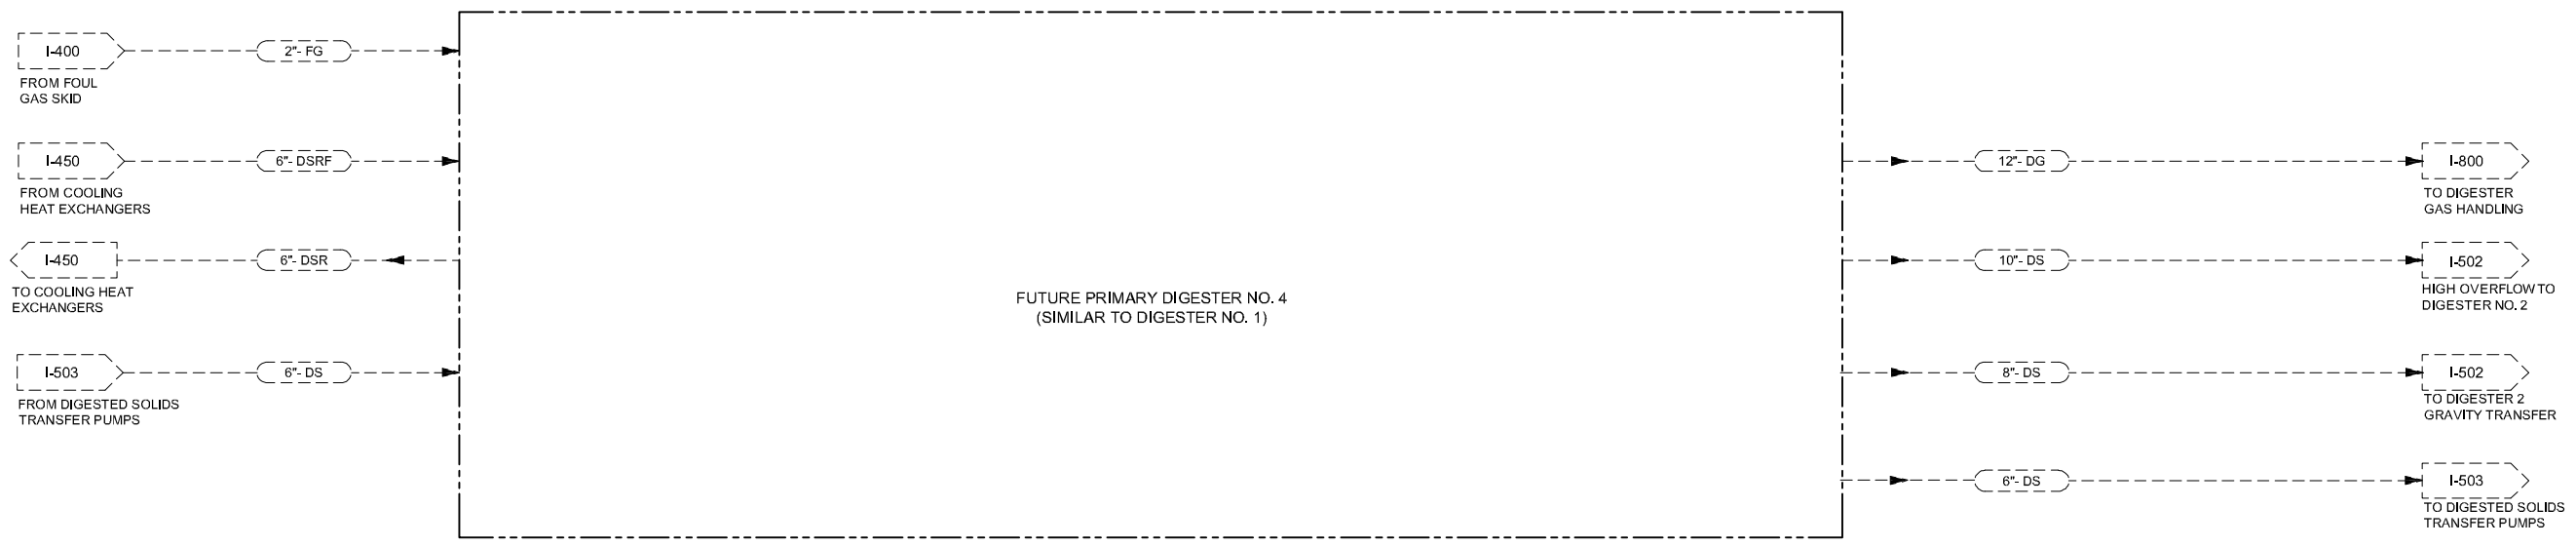 I-400
2"- FG
FROM FOUL
GAS SKID
I-450
6"- DSRF
FROM COOLING
HEAT EXCHANGERS
I-450
6"- DSR
TO COOLING HEAT
EXCHANGERS
I-503
6"- DS
FROM DIGESTED SOLIDS
TRANSFER PUMPS
FUTURE PRIMARY DIGESTER NO. 4
(SIMILAR TO DIGESTER NO. 1)
12"- DG
I-800
TO DIGESTER
GAS HANDLING
10"- DS
I-502
HIGH OVERFLOW TO
DIGESTER NO. 2
8"- DS
I-502
TO DIGESTER 2
GRAVITY TRANSFER
6"- DS
I-503
TO DIGESTED SOLIDS
TRANSFER PUMPS